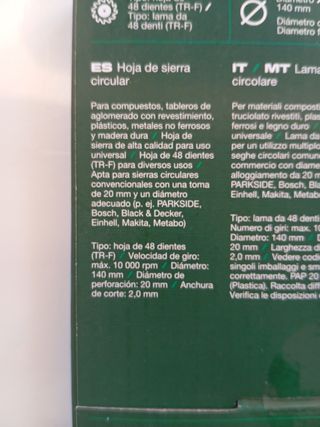 48 dientes (TR-F) /
Tipo: lama da
48 denti (TR-F)
140 mm
ES Hoja de sierra
circular
Para compuestos, tableros de
aglomerado con revestimiento,
plásticos, metales no ferrosos
y madera dura / Hoja de
sierra de alta calidad para uso
universal / Hoja de 48 dientes
(TR-F) para diversos usos /
Apta para sierras circulares
convencionales con una toma
de 20 mm y un diámetro
adecuado (p. ej. PARKSIDE,
Bosch, Black & Decker,
Einhell, Makita, Metabo)
Tipo: hoja de 48 dientes
(TR-F) / Velocidad de giro:
máx. 10 000 rpm / Diámetro:
140 mm / Diámetro de
perforación: 20 mm / Anchura
de corte: 2,0 mm
IT / MT Lama
circolare
Per materiali composti
truciolato rivestiti, plas
ferrosi e legno duro /
universale / Lama da
per un utilizzo multiplo
seghe circolari comun
commercio con diame
alloggiamento da 20 m
PARKSIDE, Bosch, Bla
Einhell, Makita, Metab
Tipo: lama da 48 denti
Numero di giri: max. 10
Diametro: 140 mm / D
20 mm / Larghezza di
2,0 mm / Vedere codi
singoli imballaggi e sm
correttamente. PAP 20
(Plastica). Raccolta diff
Verifica le disposizioni